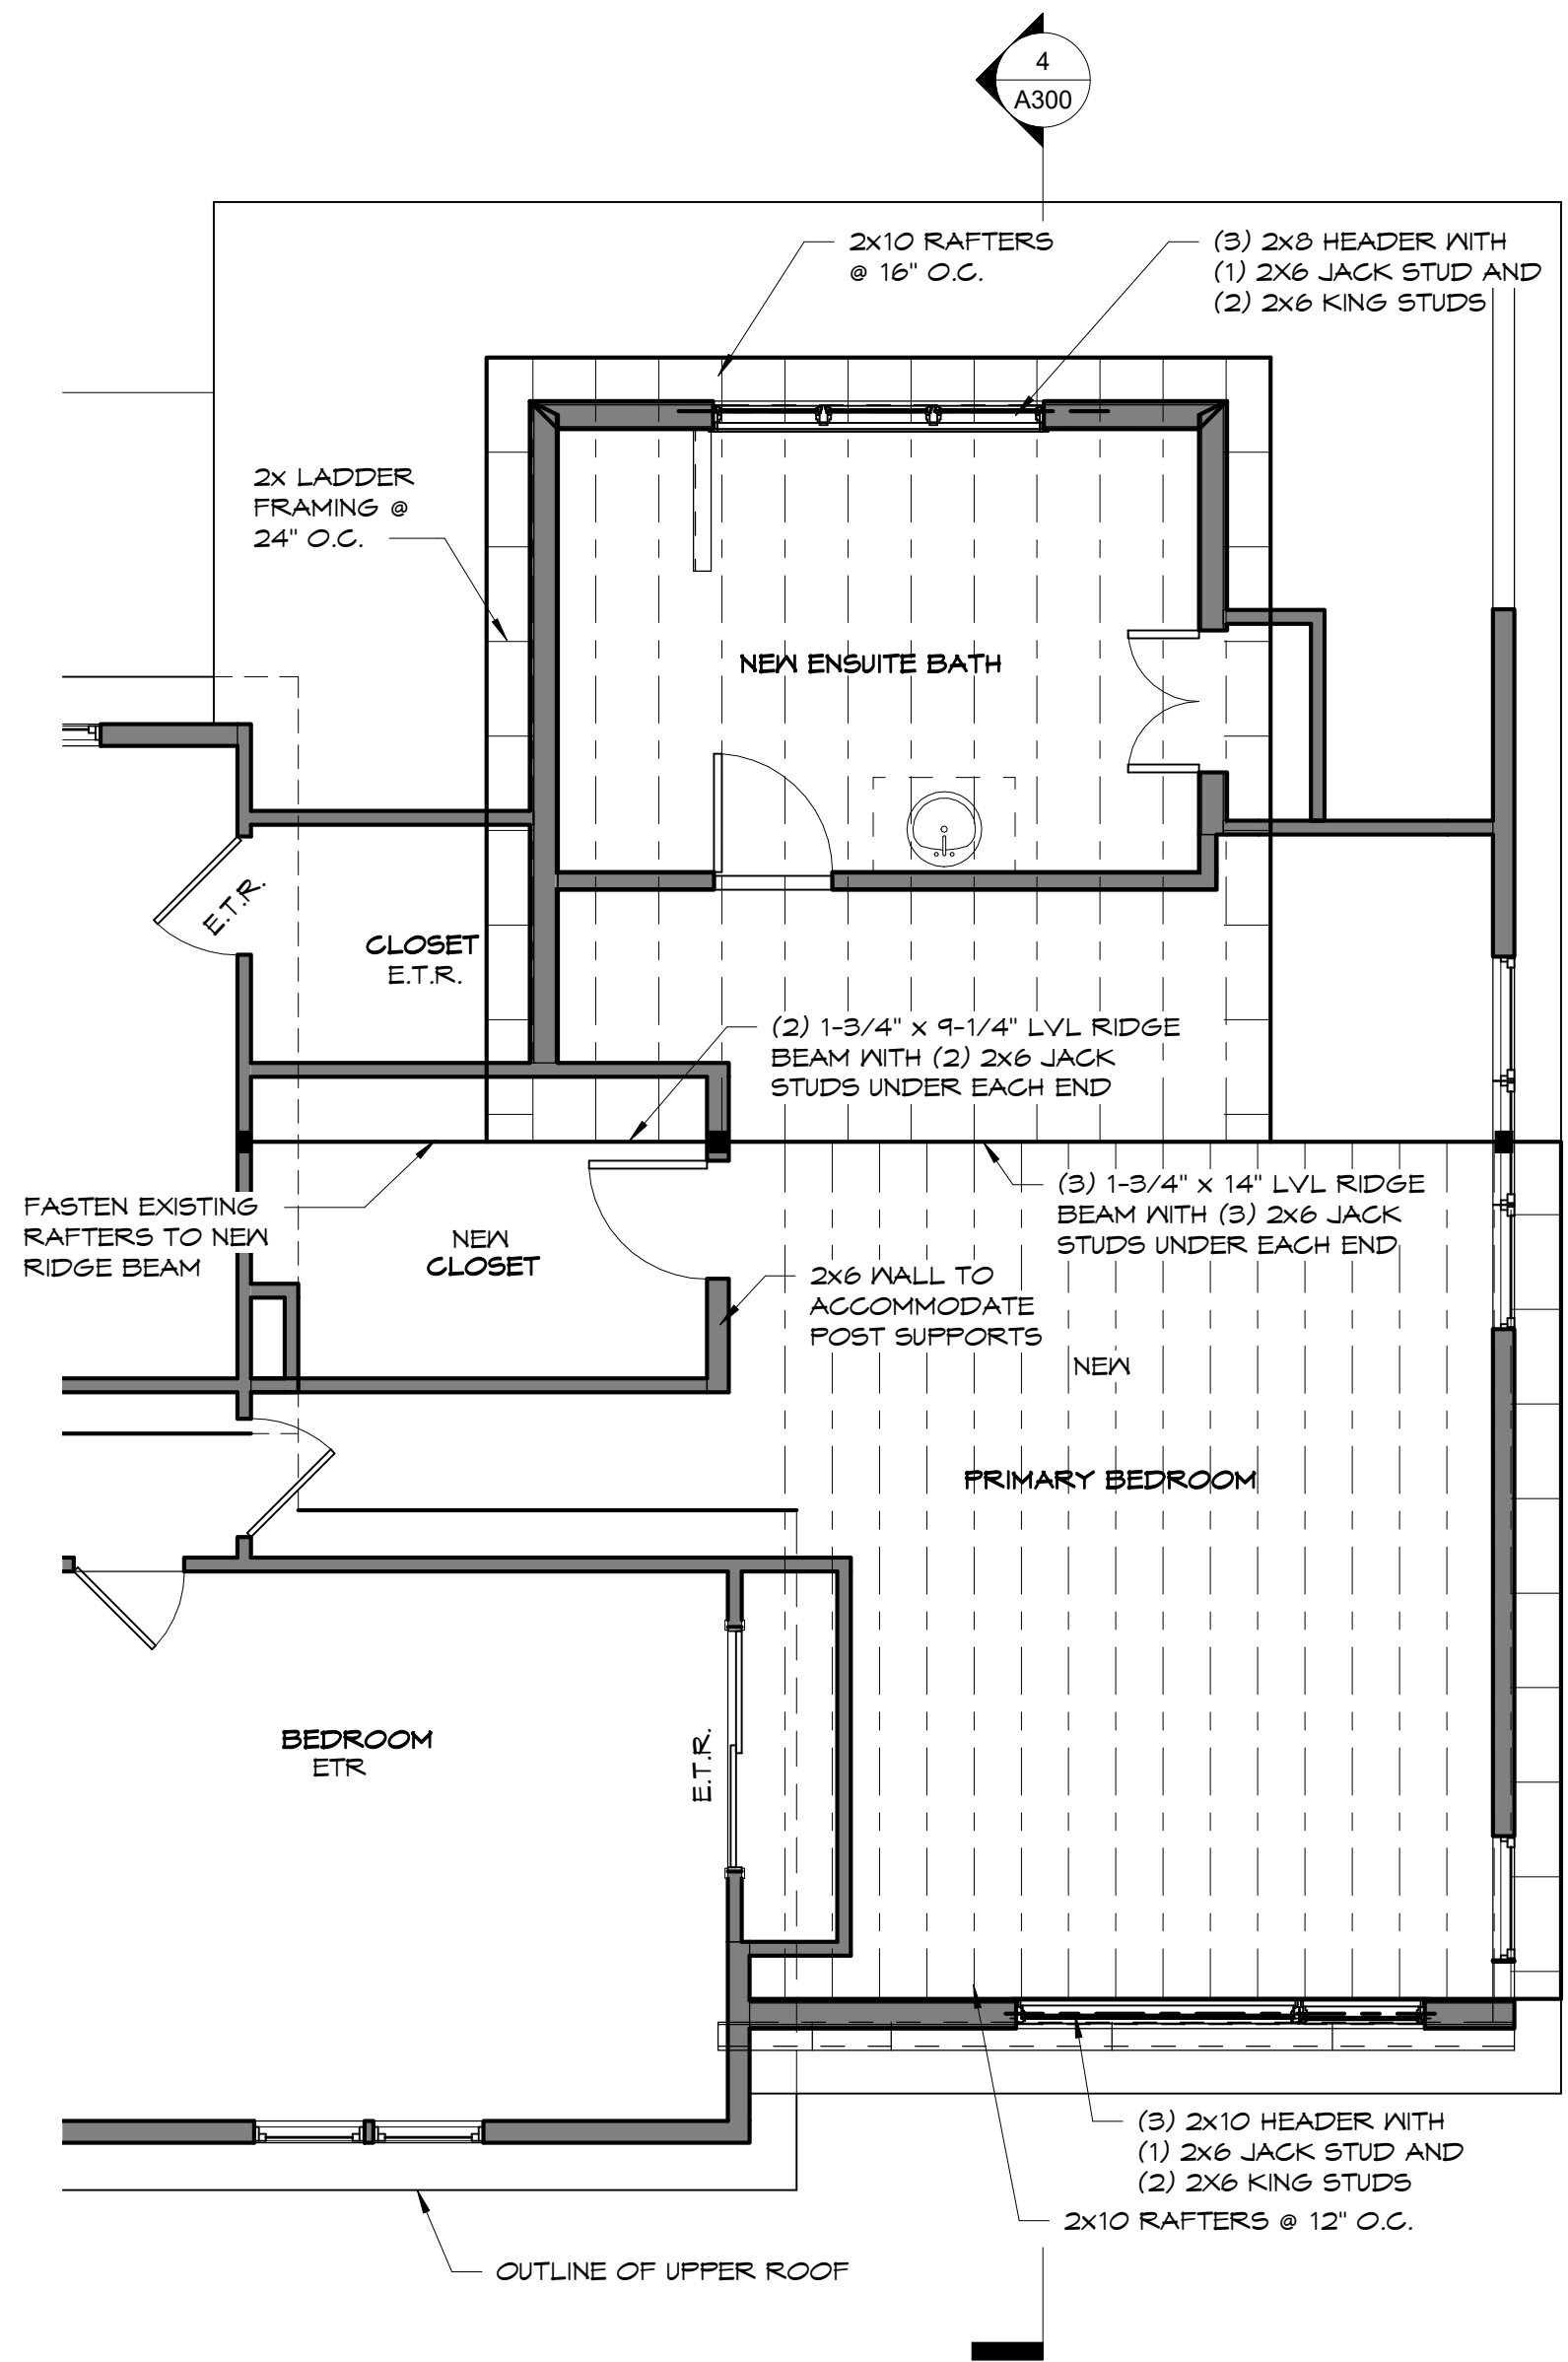 4
A300
2x10 RAFTERS
@ 16" O.C.
(3) 2x8 HEADER WITH
(1) 2X6 JACK STUD AND
(2) 2x6 KING STUDS
2x LADDER
FRAMING @
24" O.C.
NEW ENSUITE BATH
E.T.R.
CLOSET
E.T.R.
(2) 1-3/4" x 9-1/4" LVL RIDGE
BEAM WITH (2) 2x6 JACK
STUDS UNDER EACH END
FASTEN EXISTING
RAFTERS TO NEW
RIDGE BEAM
NEW
CLOSET
(3) 1-3/4" x 14" LVL RIDGE
BEAM WITH (3) 2x6 JACK
STUDS UNDER EACH END
2x6 WALL TO
ACCOMMODATE
POST SUPPORTS
NEW
PRIMARY BEDROOM
BEDROOM
ETR
E.T.R.
(3) 2x10 HEADER WITH
(1) 2x6 JACK STUD AND
(2) 2X6 KING STUDS
2x10 RAFTERS @ 12" O.C.
OUTLINE OF UPPER ROOF